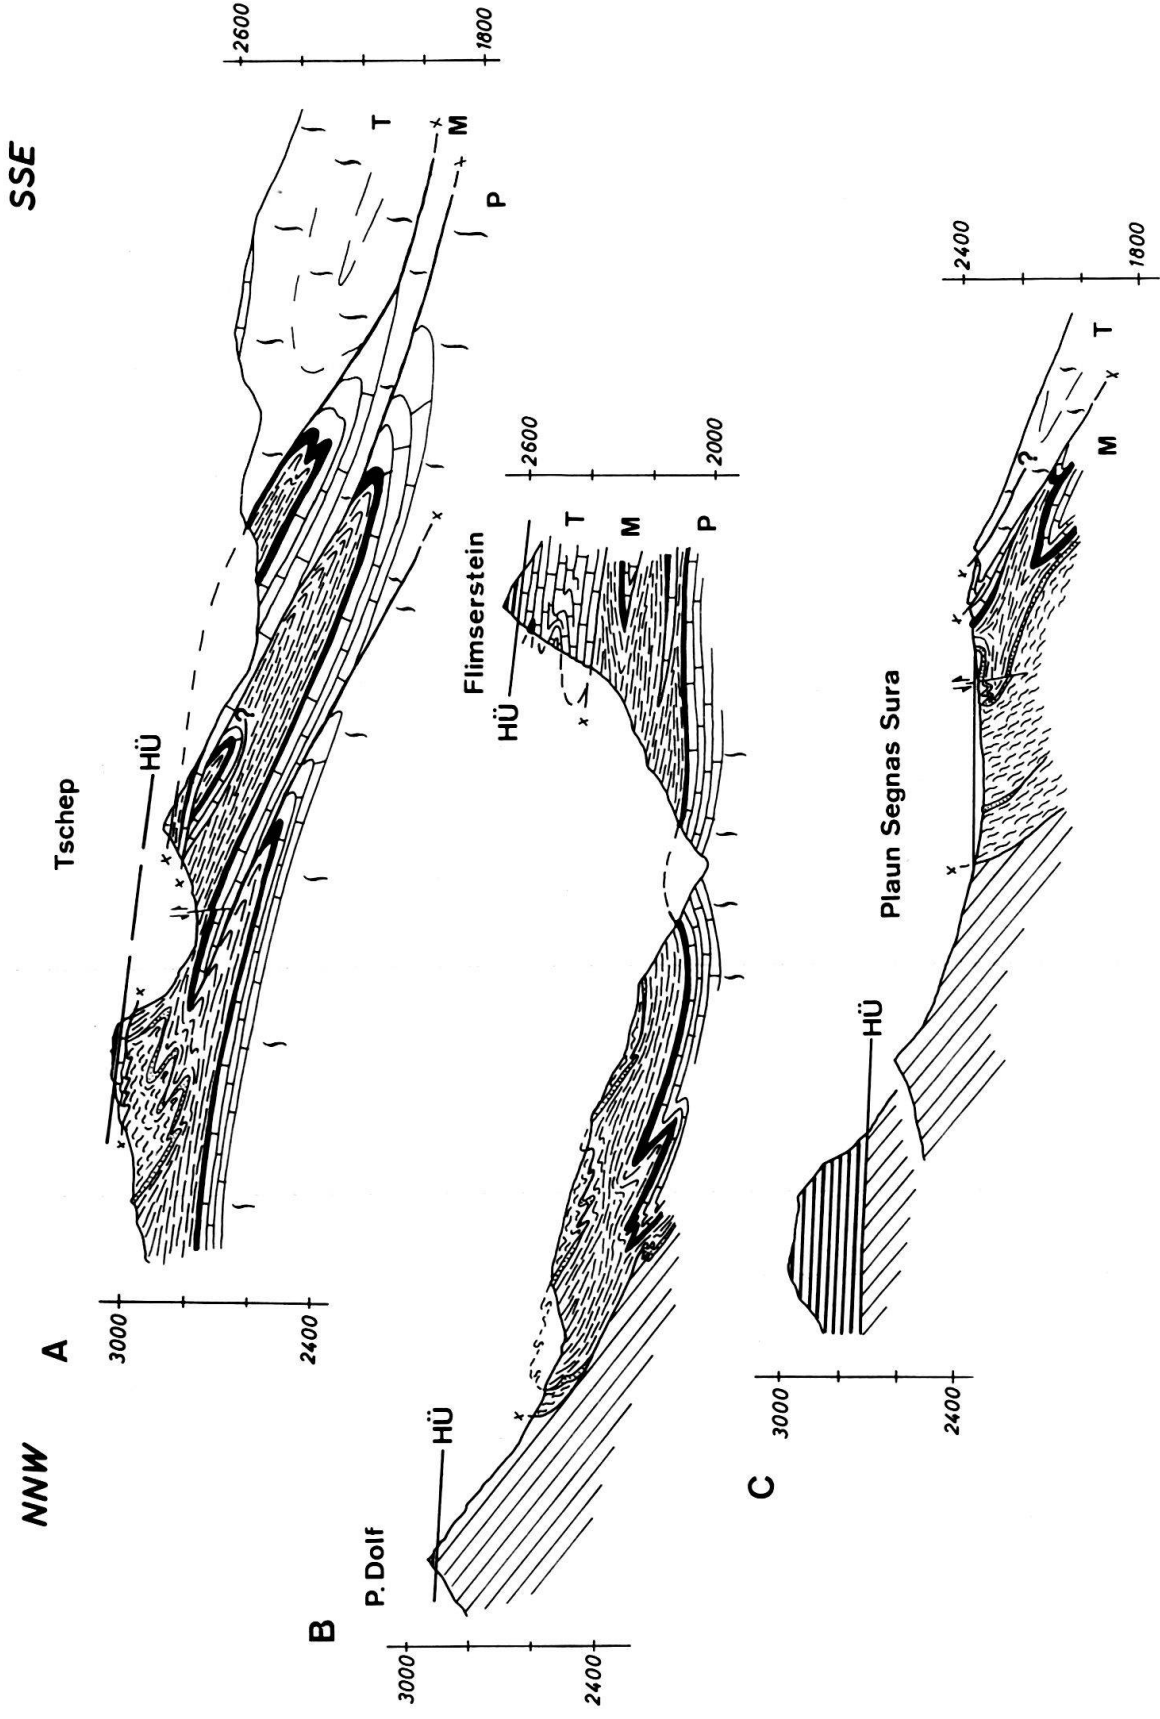 NNW
SSE
A
Tschep
3000
2400
HÜ
?
2600
1800
T
M
P
B
P. Dolf
3000
2400
HÜ
Flimserstein
HÜ
2600
2000
T
M
P
C
Plaun Segnas Sura
3000
2400
HÜ
?
2400
1800
T
M